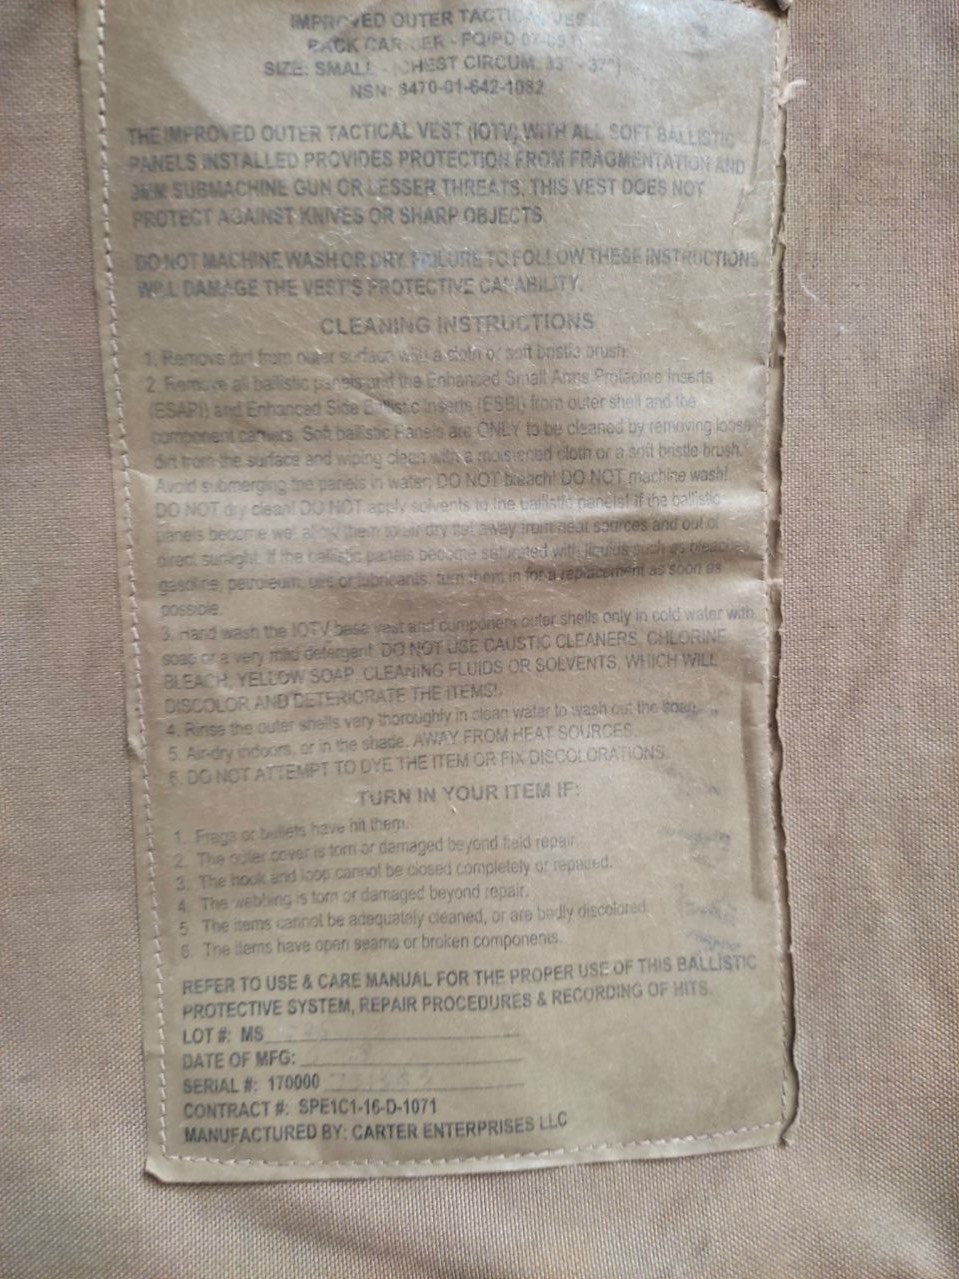 IMPROVED OUTER TACTICAL VEST
BACK CARRIER - FQ/PD 07-05
SIZE: SMALL - CHEST CIRCUM. 33" - 37")
NSN: 8470-01-642-1082
THE IMPROVED OUTER TACTICAL VEST (IOTV) WITH ALL SOFT BALLISTIC
PANELS INSTALLED PROVIDES PROTECTION FROM FRAGMENTATION AND
9MM SUBMACHINE GUN OR LESSER THREATS. THIS VEST DOES NOT
PROTECT AGAINST KNIVES OR SHARP OBJECTS.
DO NOT MACHINE WASH OR DRY. FAILURE TO FOLLOW THESE INSTRUCTIONS
WILL DAMAGE THE VEST'S PROTECTIVE CAPABILITY.
CLEANING INSTRUCTIONS
1. Remove dirt from outer surface with a cloth or soft bristle brush.
2. Remove all ballistic panels and the Enhanced Small Arms Protective Inserts
(ESAPI) and Enhanced Side Ballistic Inserts (ESBI) from outer shell and the
component carriers. Soft ballistic Panels are ONLY to be cleaned by removing loose
dirt from the surface and wiping clean with a moistened cloth or a soft bristle brush.
Avoid submerging the panels in water; DO NOT bleach! DO NOT machine wash!
DO NOT dry clean! DO NOT apply solvents to the ballistic panels! If the ballistic
panels become wet allow them to air dry flat away from heat sources and out of
direct sunlight. If the ballistic panels become saturated with liquids such as bleaches
gasoline, petroleum, oils or lubricants, turn them in for a replacement as soon as
possible.
3. Hand wash the IOTV base vest and component outer shells only in cold water with
soap or a very mild detergent. DO NOT USE CAUSTIC CLEANERS, CHLORINE
BLEACH, YELLOW SOAP, CLEANING FLUIDS OR SOLVENTS, WHICH WILL
DISCOLOR AND DETERIORATE THE ITEMS!
4. Rinse the outer shells very thoroughly in clean water to wash out the soap.
5. Air-dry indoors, or in the shade, AWAY FROM HEAT SOURCES.
6. DO NOT ATTEMPT TO DYE THE ITEM OR FIX DISCOLORATIONS.
TURN IN YOUR ITEM IF:
1. Frags or bullets have hit them.
2. The outer cover is torn or damaged beyond field repair.
3. The hook and loop cannot be closed completely or repaired.
4. The webbing is torn or damaged beyond repair.
5. The items cannot be adequately cleaned, or are badly discolored.
6. The items have open seams or broken components.
REFER TO USE & CARE MANUAL FOR THE PROPER USE OF THIS BALLISTIC
PROTECTIVE SYSTEM, REPAIR PROCEDURES & RECORDING OF HITS.
LOT #: MS
DATE OF MFG:
SERIAL #: 170000
CONTRACT #: SPE1C1-16-D-1071
MANUFACTURED BY: CARTER ENTERPRISES LLC